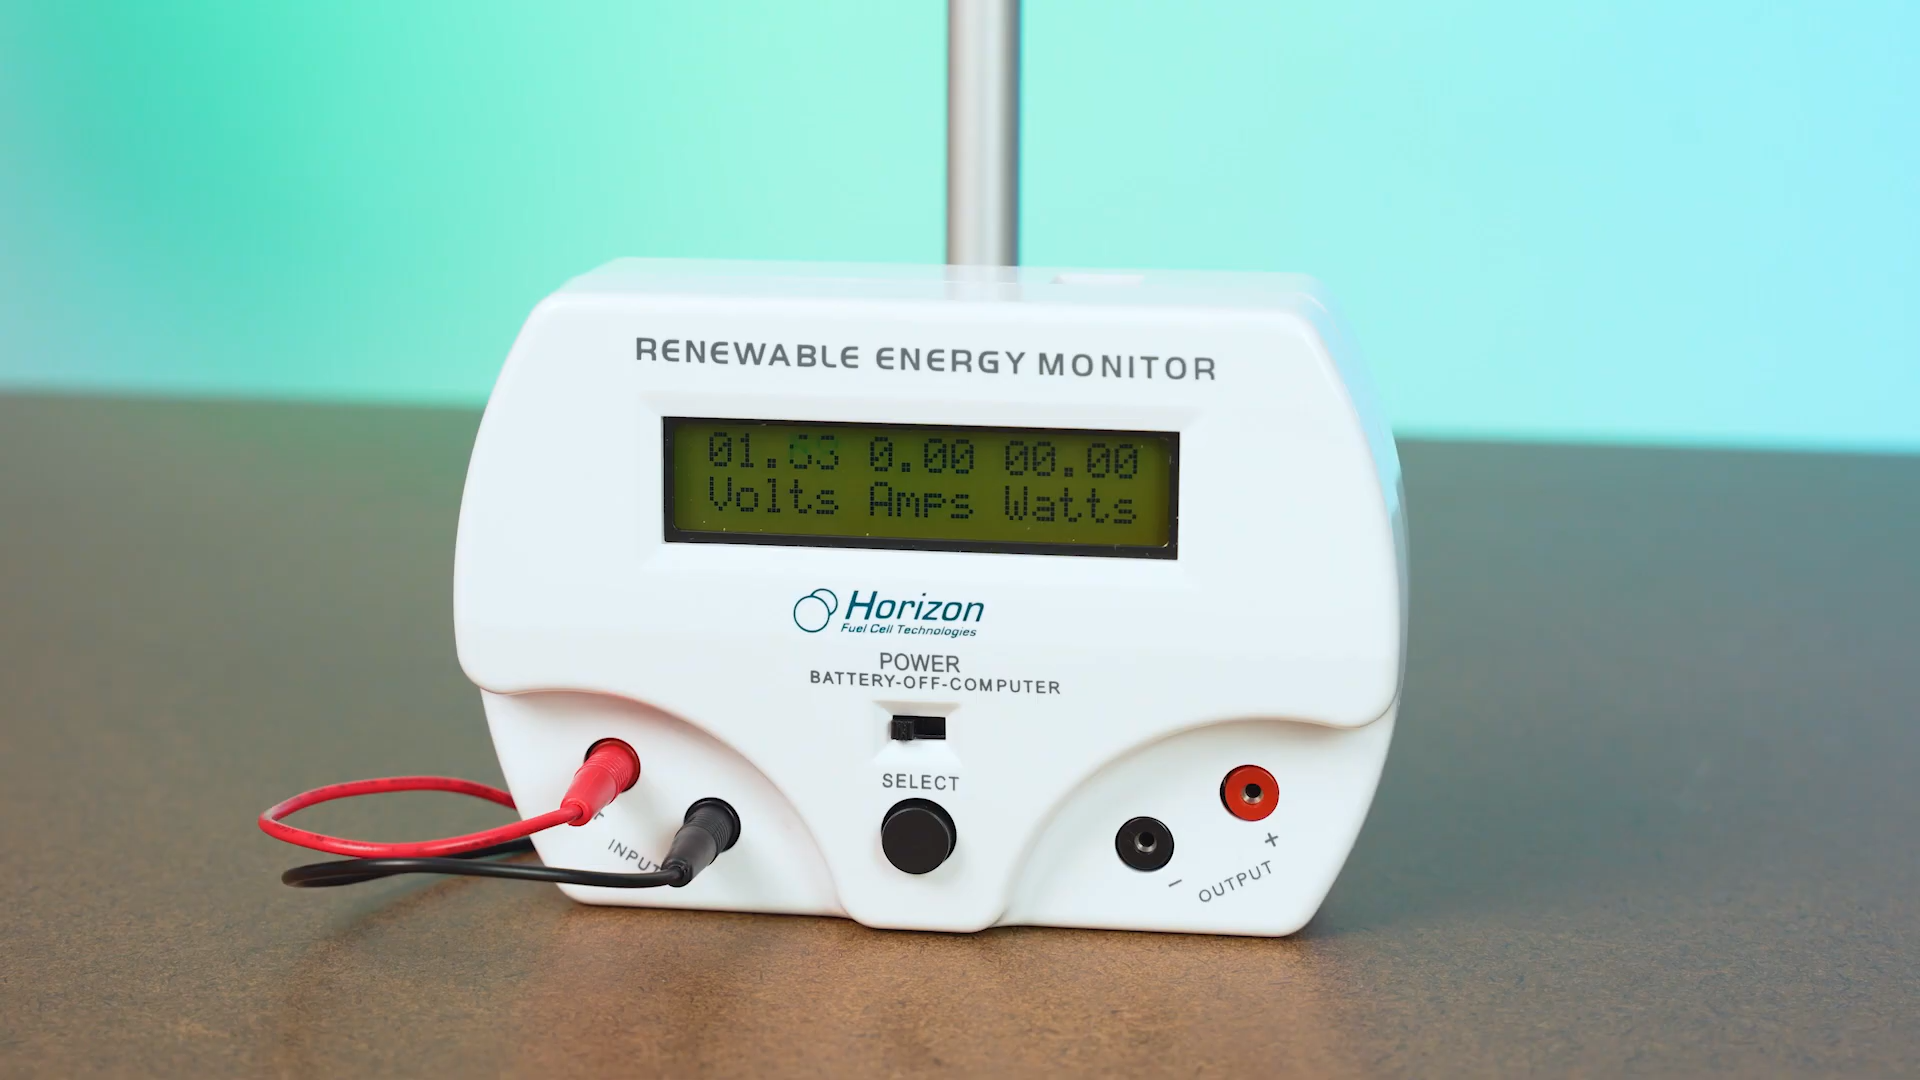 RENEWABLE ENERGY MONITOR
0.00 00.00
Volts Amps Watts
Horizon
Fuel Cell Technologies
POWER
BATTERY-OFF-COMPUTER
SELECT
INPUT
+
- OUTPUT